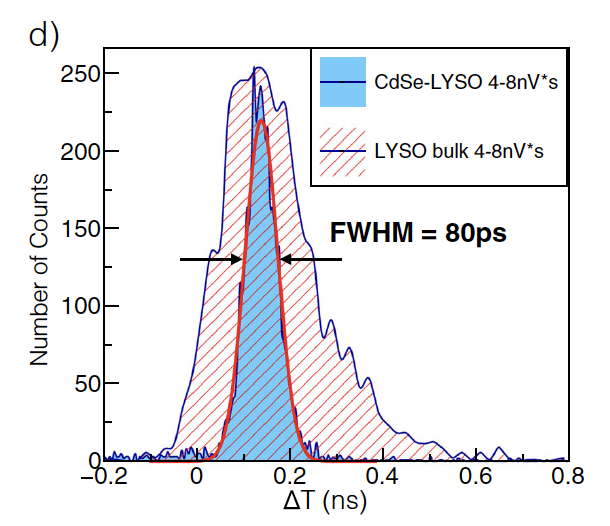 d)
250
200
150
100
50
0
Number of Counts
CdSe-LYSO 4-8nV*s
LYSO bulk 4-8nV*s
FWHM = 80ps
−0.2 0 0.2 0.4 0.6 0.8
ΔT (ns)